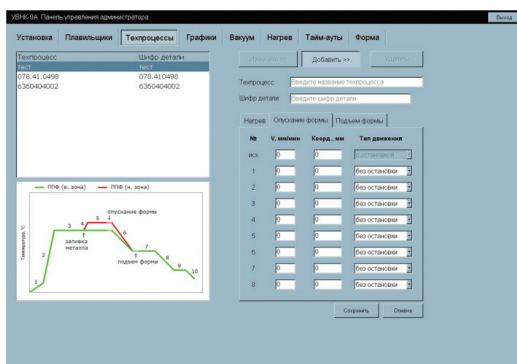 УВНК-9А. Панель управления администратора
Выход
Установка Плавильщики Техпроцессы Графики Вакуум Нагрев Тайм-ауты Форма
Техпроцесс Шифр детали
тест тест
078.41.0498 078.410498
6360404002 6360404002
Изменить >> Добавить >> Удалить
Техпроцесс Введите название техпроцесса
Шифр детали Введите шифр детали
Нагрев Опускание формы Подъем формы
№ V, мм/мин Коорд., мм Тип движения
исх 0 0 с остановкой
1 0 0 без остановки
2 0 0 без остановки
3 0 0 без остановки
4 0 0 без остановки
5 0 0 без остановки
6 0 0 без остановки
7 0 0 без остановки
8 0 0 без остановки
Сохранить Отмена
ППФ (в. зона) ППФ (н. зона)
Температура, °С
опускание формы
заливка
металла
подъем формы
1 2 3 4 5 6 7 8 9 10